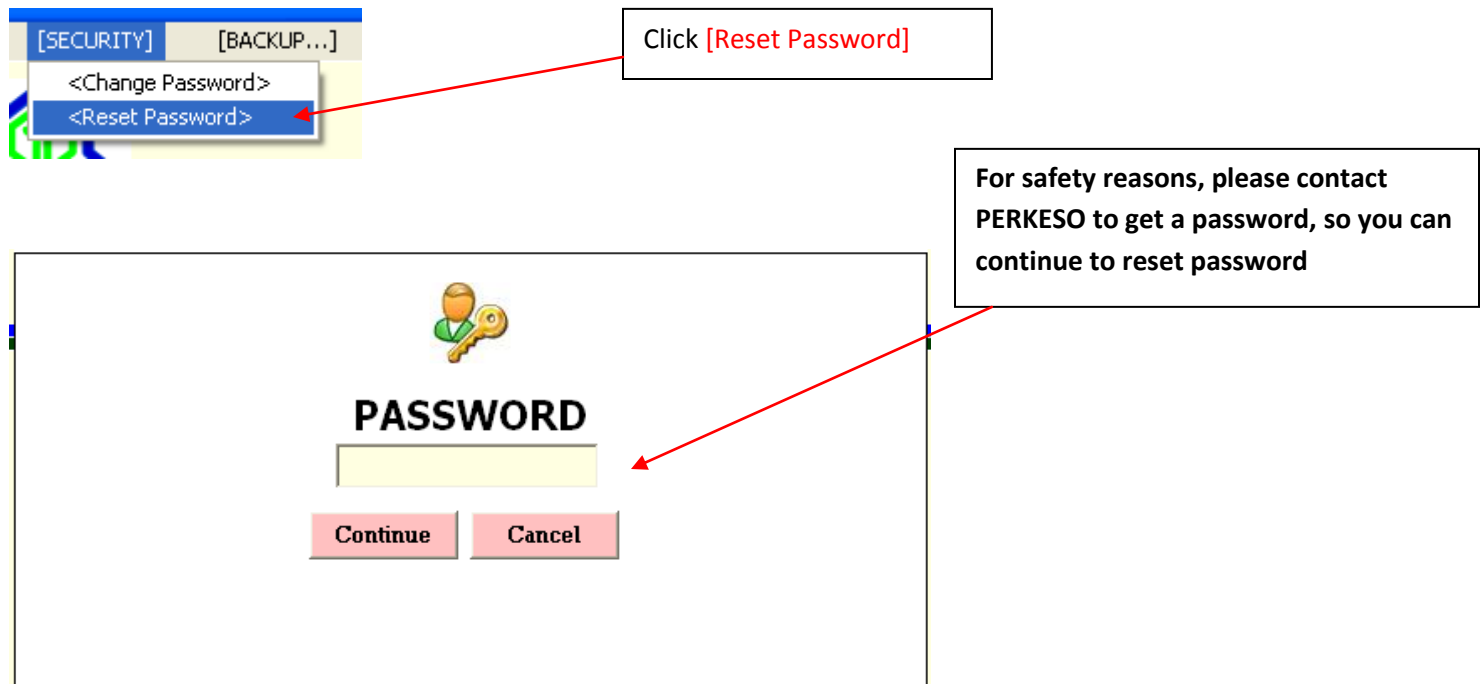 [SECURITY] [BACKUP...]
<Change Password>
<Reset Password>
Click [Reset Password]
For safety reasons, please contact
PERKESO to get a password, so you can
continue to reset password
PASSWORD
Continue Cancel